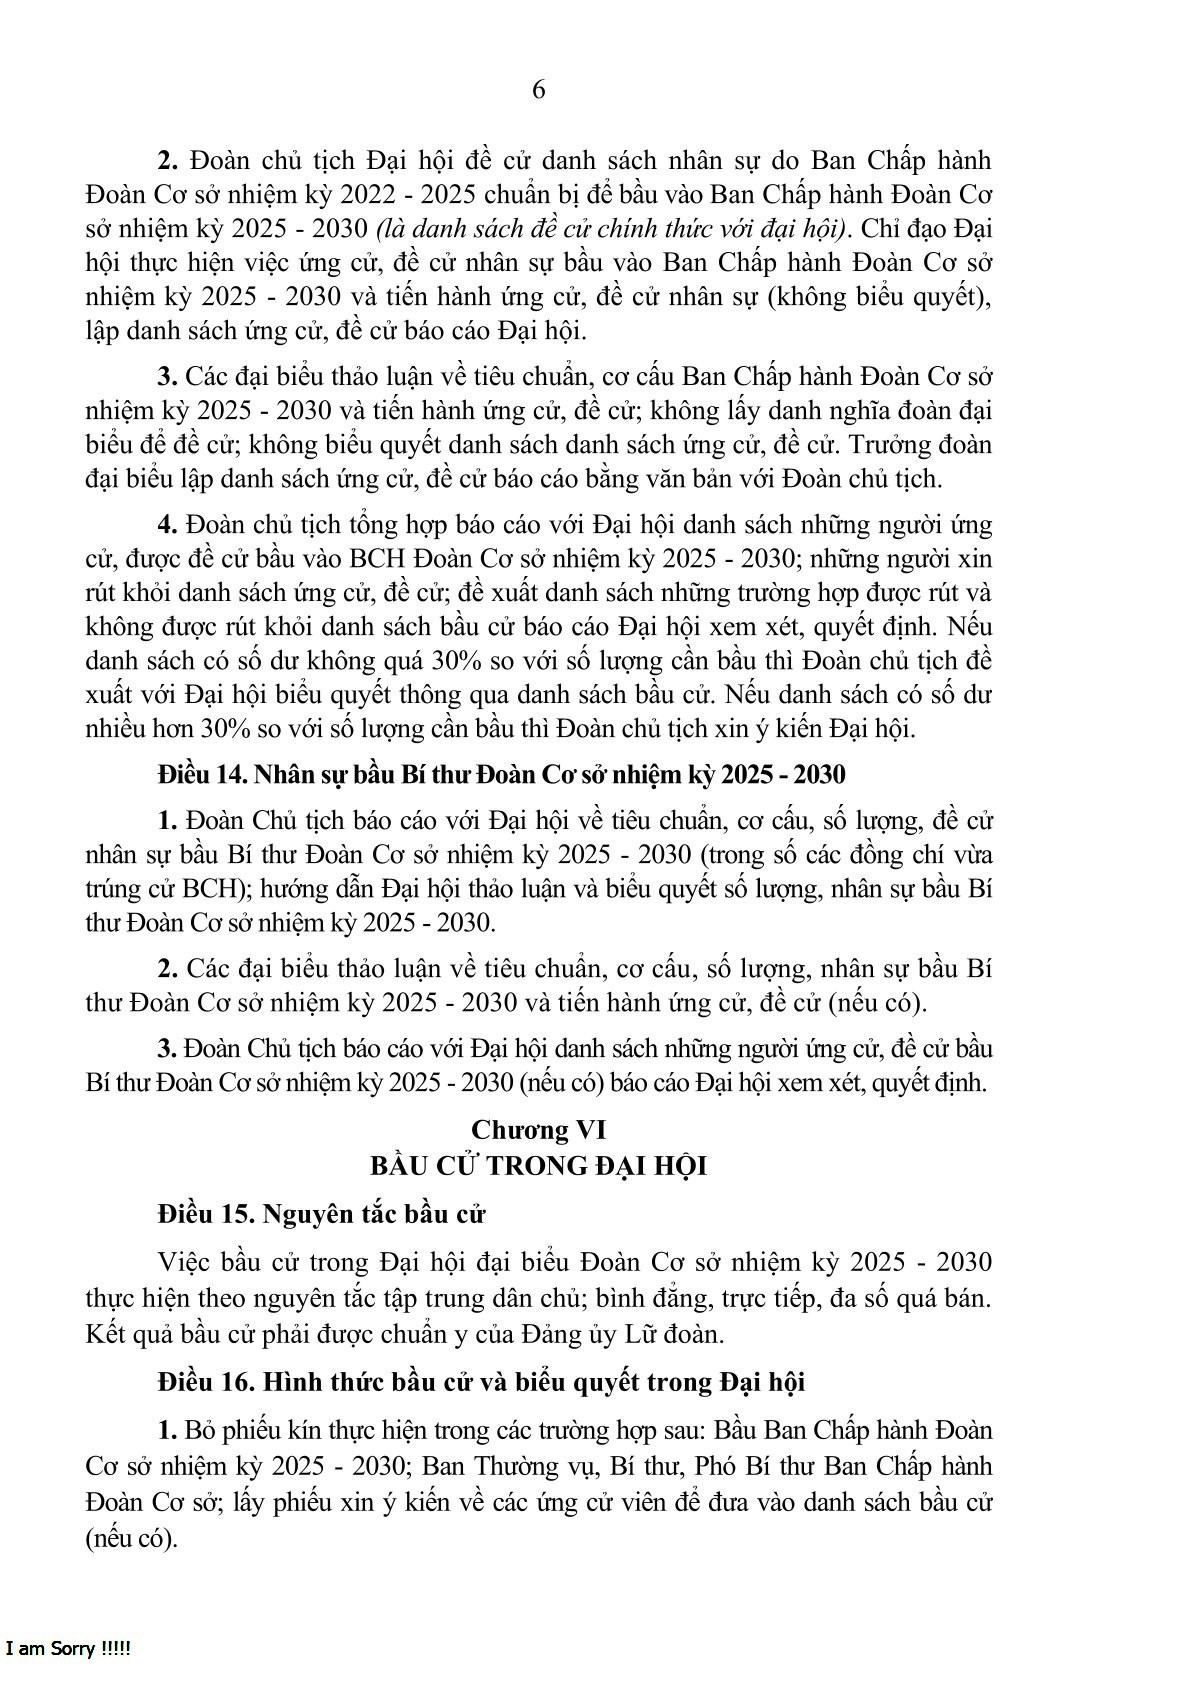 6
2. Đoàn chủ tịch Đại hội đề cử danh sách nhân sự do Ban Chấp hành
Đoàn Cơ sở nhiệm kỳ 2022 - 2025 chuẩn bị để bầu vào Ban Chấp hành Đoàn Cơ
sở nhiệm kỳ 2025 - 2030 (là danh sách đề cử chính thức với đại hội). Chỉ đạo Đại
hội thực hiện việc ứng cử, đề cử nhân sự bầu vào Ban Chấp hành Đoàn Cơ sở
nhiệm kỳ 2025 - 2030 và tiến hành ứng cử, đề cử nhân sự (không biểu quyết),
lập danh sách ứng cử, đề cử báo cáo Đại hội.
3. Các đại biểu thảo luận về tiêu chuẩn, cơ cấu Ban Chấp hành Đoàn Cơ sở
nhiệm kỳ 2025 - 2030 và tiến hành ứng cử, đề cử; không lấy danh nghĩa đoàn đại
biểu để đề cử; không biểu quyết danh sách danh sách ứng cử, đề cử. Trưởng đoàn
đại biểu lập danh sách ứng cử, đề cử báo cáo bằng văn bản với Đoàn chủ tịch.
4. Đoàn chủ tịch tổng hợp báo cáo với Đại hội danh sách những người ứng
cử, được đề cử bầu vào BCH Đoàn Cơ sở nhiệm kỳ 2025 - 2030; những người xin
rút khỏi danh sách ứng cử, đề cử; đề xuất danh sách những trường hợp được rút và
không được rút khỏi danh sách bầu cử báo cáo Đại hội xem xét, quyết định. Nếu
danh sách có số dư không quá 30% so với số lượng cần bầu thì Đoàn chủ tịch đề
xuất với Đại hội biểu quyết thông qua danh sách bầu cử. Nếu danh sách có số dư
nhiều hơn 30% so với số lượng cần bầu thì Đoàn chủ tịch xin ý kiến Đại hội.
Điều 14. Nhân sự bầu Bí thư Đoàn Cơ sở nhiệm kỳ 2025 - 2030
1. Đoàn Chủ tịch báo cáo với Đại hội về tiêu chuẩn, cơ cấu, số lượng, đề cử
nhân sự bầu Bí thư Đoàn Cơ sở nhiệm kỳ 2025 - 2030 (trong số các đồng chí vừa
trúng cử BCH); hướng dẫn Đại hội thảo luận và biểu quyết số lượng, nhân sự bầu Bí
thư Đoàn Cơ sở nhiệm kỳ 2025 - 2030.
2. Các đại biểu thảo luận về tiêu chuẩn, cơ cấu, số lượng, nhân sự bầu Bí
thư Đoàn Cơ sở nhiệm kỳ 2025 - 2030 và tiến hành ứng cử, đề cử (nếu có).
3. Đoàn Chủ tịch báo cáo với Đại hội danh sách những người ứng cử, đề cử bầu
Bí thư Đoàn Cơ sở nhiệm kỳ 2025 - 2030 (nếu có) báo cáo Đại hội xem xét, quyết định.
Chương VI
BẦU CỬ TRONG ĐẠI HỘI
Điều 15. Nguyên tắc bầu cử
Việc bầu cử trong Đại hội đại biểu Đoàn Cơ sở nhiệm kỳ 2025 - 2030
thực hiện theo nguyên tắc tập trung dân chủ; bình đẳng, trực tiếp, đa số quá bán.
Kết quả bầu cử phải được chuẩn y của Đảng ủy Lữ đoàn.
Điều 16. Hình thức bầu cử và biểu quyết trong Đại hội
1. Bỏ phiếu kín thực hiện trong các trường hợp sau: Bầu Ban Chấp hành Đoàn
Cơ sở nhiệm kỳ 2025 - 2030; Ban Thường vụ, Bí thư, Phó Bí thư Ban Chấp hành
Đoàn Cơ sở; lấy phiếu xin ý kiến về các ứng cử viên để đưa vào danh sách bầu cử
(nếu có).
I am Sorry !!!!!